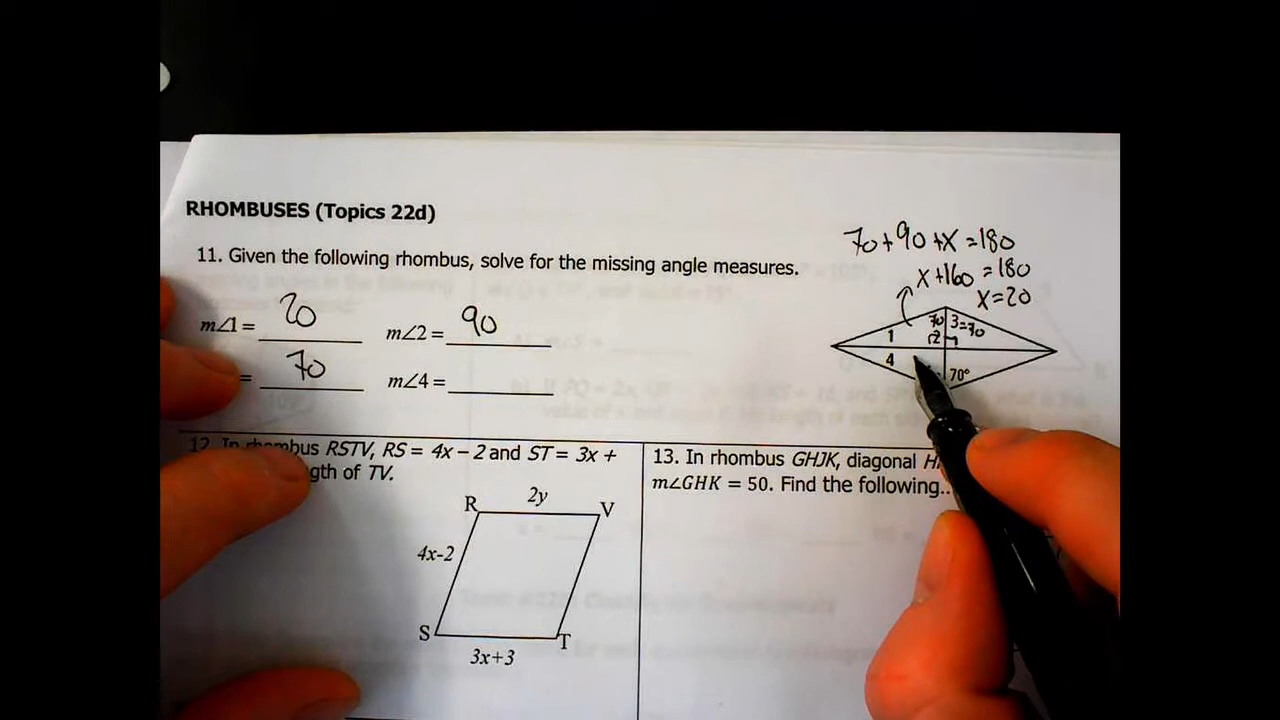 RHOMBUSES (Topics 22d)
11. Given the following rhombus, solve for the missing angle measures.
m∠1 = 20 m∠2 = 90
= 70 m∠4 =
70+90+x=180
x+160=180
x=20
70 3=70
1 2
4 70°
12. In rhombus RSTV, RS = 4x – 2 and ST = 3x +
gth of TV.
R 2y V
4x-2
S T
3x+3
13. In rhombus GHJK, diagonal
m∠GHK = 50. Find the following..